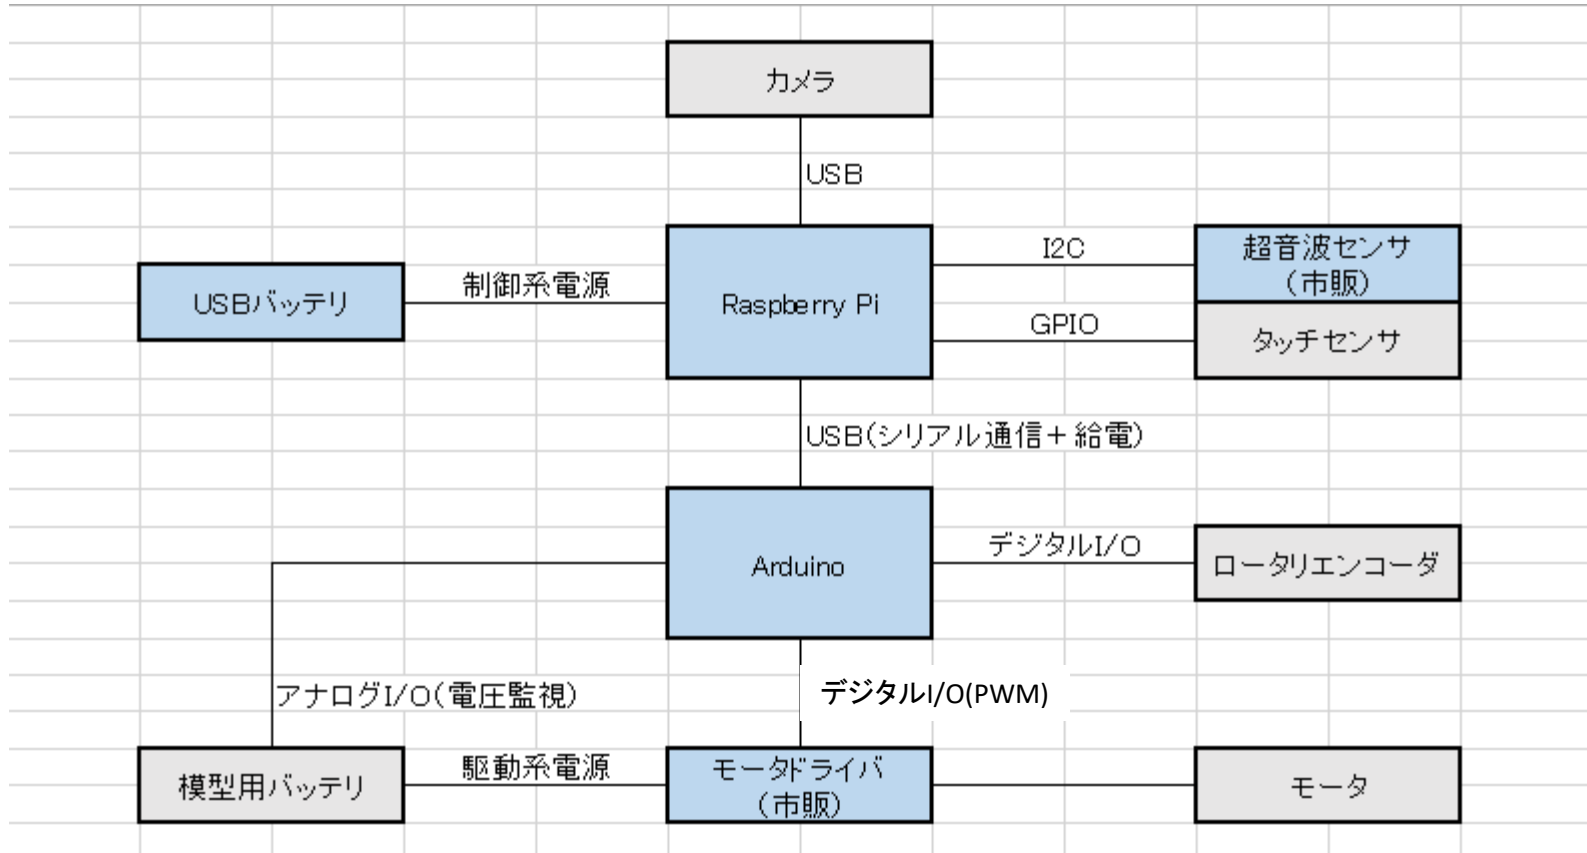 カメラ
USB
I2C
超音波センサ
(市販)
USBバッテリ
制御系電源
Raspberry Pi
GPIO
タッチセンサ
USB(シリアル通信+給電)
Arduino
デジタルI/O
ロータリエンコーダ
アナログI/O(電圧監視)
デジタルI/O(PWM)
模型用バッテリ
駆動系電源
モータドライバ
(市販)
モータ